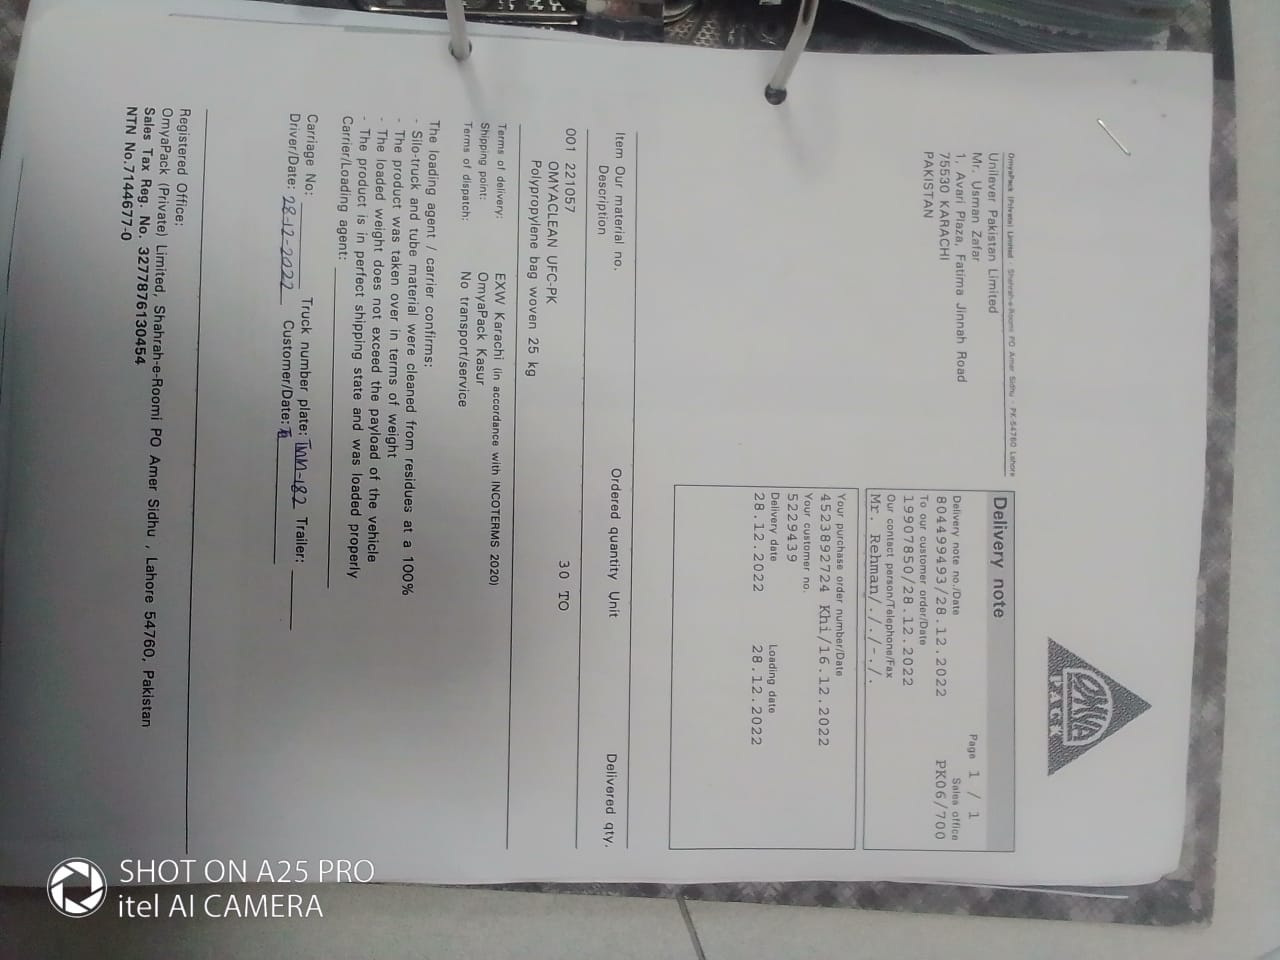 OMYA
PACK
OmyaPack (Private) Limited · Shahrah-e-Roomi PO Amer Sidhu · PK-54760 Lahore
Unilever Pakistan Limited
Mr. Usman Zafar
1, Avari Plaza, Fatima Jinnah Road
75530 KARACHI
PAKISTAN
Delivery note
Page 1 / 1
Delivery note no./Date Sales office
804499493/28.12.2022 PK06/700
To our customer order/Date
19907850/28.12.2022
Our contact person/Telephone/Fax
Mr. Rehman/./-./.
Your purchase order number/Date
4523892724 Khi/16.12.2022
Your customer no.
5229439
Delivery date Loading date
28.12.2022 28.12.2022
Item Our material no. Ordered quantity Unit Delivered qty.
Description
001 221057 30 TO
OMYACLEAN UFC-PK
Polypropylene bag woven 25 kg
Terms of delivery: EXW Karachi (in accordance with INCOTERMS 2020)
Shipping point: OmyaPack Kasur
Terms of dispatch: No transport/service
The loading agent / carrier confirms:
- Silo-truck and tube material were cleaned from residues at a 100%
- The product was taken over in terms of weight
- The loaded weight does not exceed the payload of the vehicle
- The product is in perfect shipping state and was loaded properly
Carrier/Loading agent:
Carriage No: Truck number plate: TMM-182 Trailer:
Driver/Date: 28-12-2022 Customer/Date:
Registered Office:
OmyaPack (Private) Limited, Shahrah-e-Roomi PO Amer Sidhu , Lahore 54760, Pakistan
Sales Tax Reg. No. 3277876130454
NTN No.7144677-0
SHOT ON A25 PRO
itel AI CAMERA